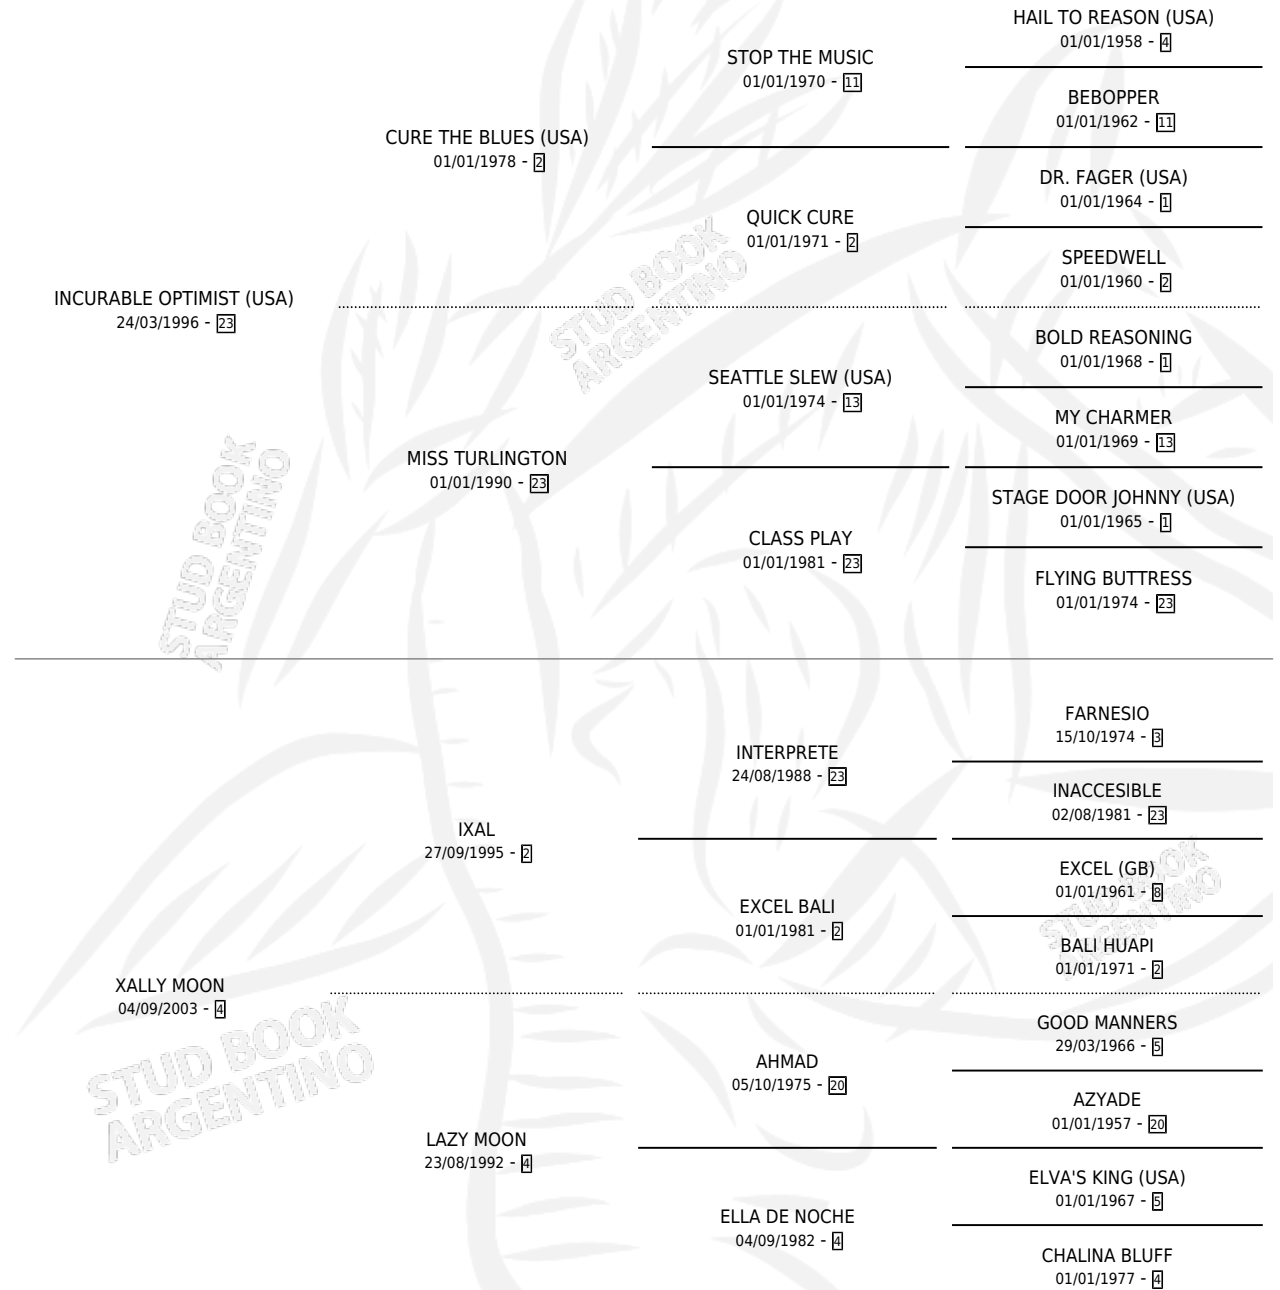 HAIL TO REASON (USA)
01/01/1958 - 4
STOP THE MUSIC
01/01/1970 - 11
BEBOPPER
01/01/1962 - 11
CURE THE BLUES (USA)
01/01/1978 - 2
DR. FAGER (USA)
01/01/1964 - 1
QUICK CURE
01/01/1971 - 2
SPEEDWELL
01/01/1960 - 2
INCURABLE OPTIMIST (USA)
24/03/1996 - 23
BOLD REASONING
01/01/1968 - 1
SEATTLE SLEW (USA)
01/01/1974 - 13
MY CHARMER
01/01/1969 - 13
MISS TURLINGTON
01/01/1990 - 23
STAGE DOOR JOHNNY (USA)
01/01/1965 - 1
CLASS PLAY
01/01/1981 - 23
FLYING BUTTRESS
01/01/1974 - 23
FARNESIO
15/10/1974 - 3
INTERPRETE
24/08/1988 - 23
INACCESIBLE
02/08/1981 - 23
IXAL
27/09/1995 - 2
EXCEL (GB)
01/01/1961 - 8
EXCEL BALI
01/01/1981 - 2
BALI HUAPI
01/01/1971 - 2
XALLY MOON
04/09/2003 - 4
GOOD MANNERS
29/03/1966 - 5
AHMAD
05/10/1975 - 20
AZYADE
01/01/1957 - 20
LAZY MOON
23/08/1992 - 4
ELVA'S KING (USA)
01/01/1967 - 5
ELLA DE NOCHE
04/09/1982 - 4
CHALINA BLUFF
01/01/1977 - 4
STUD BOOK
ARGENTINO
STUD BOOK
ARGENTINO
STUD BOOK
ARGENTINO
STUD BOOK
ARGENTINO